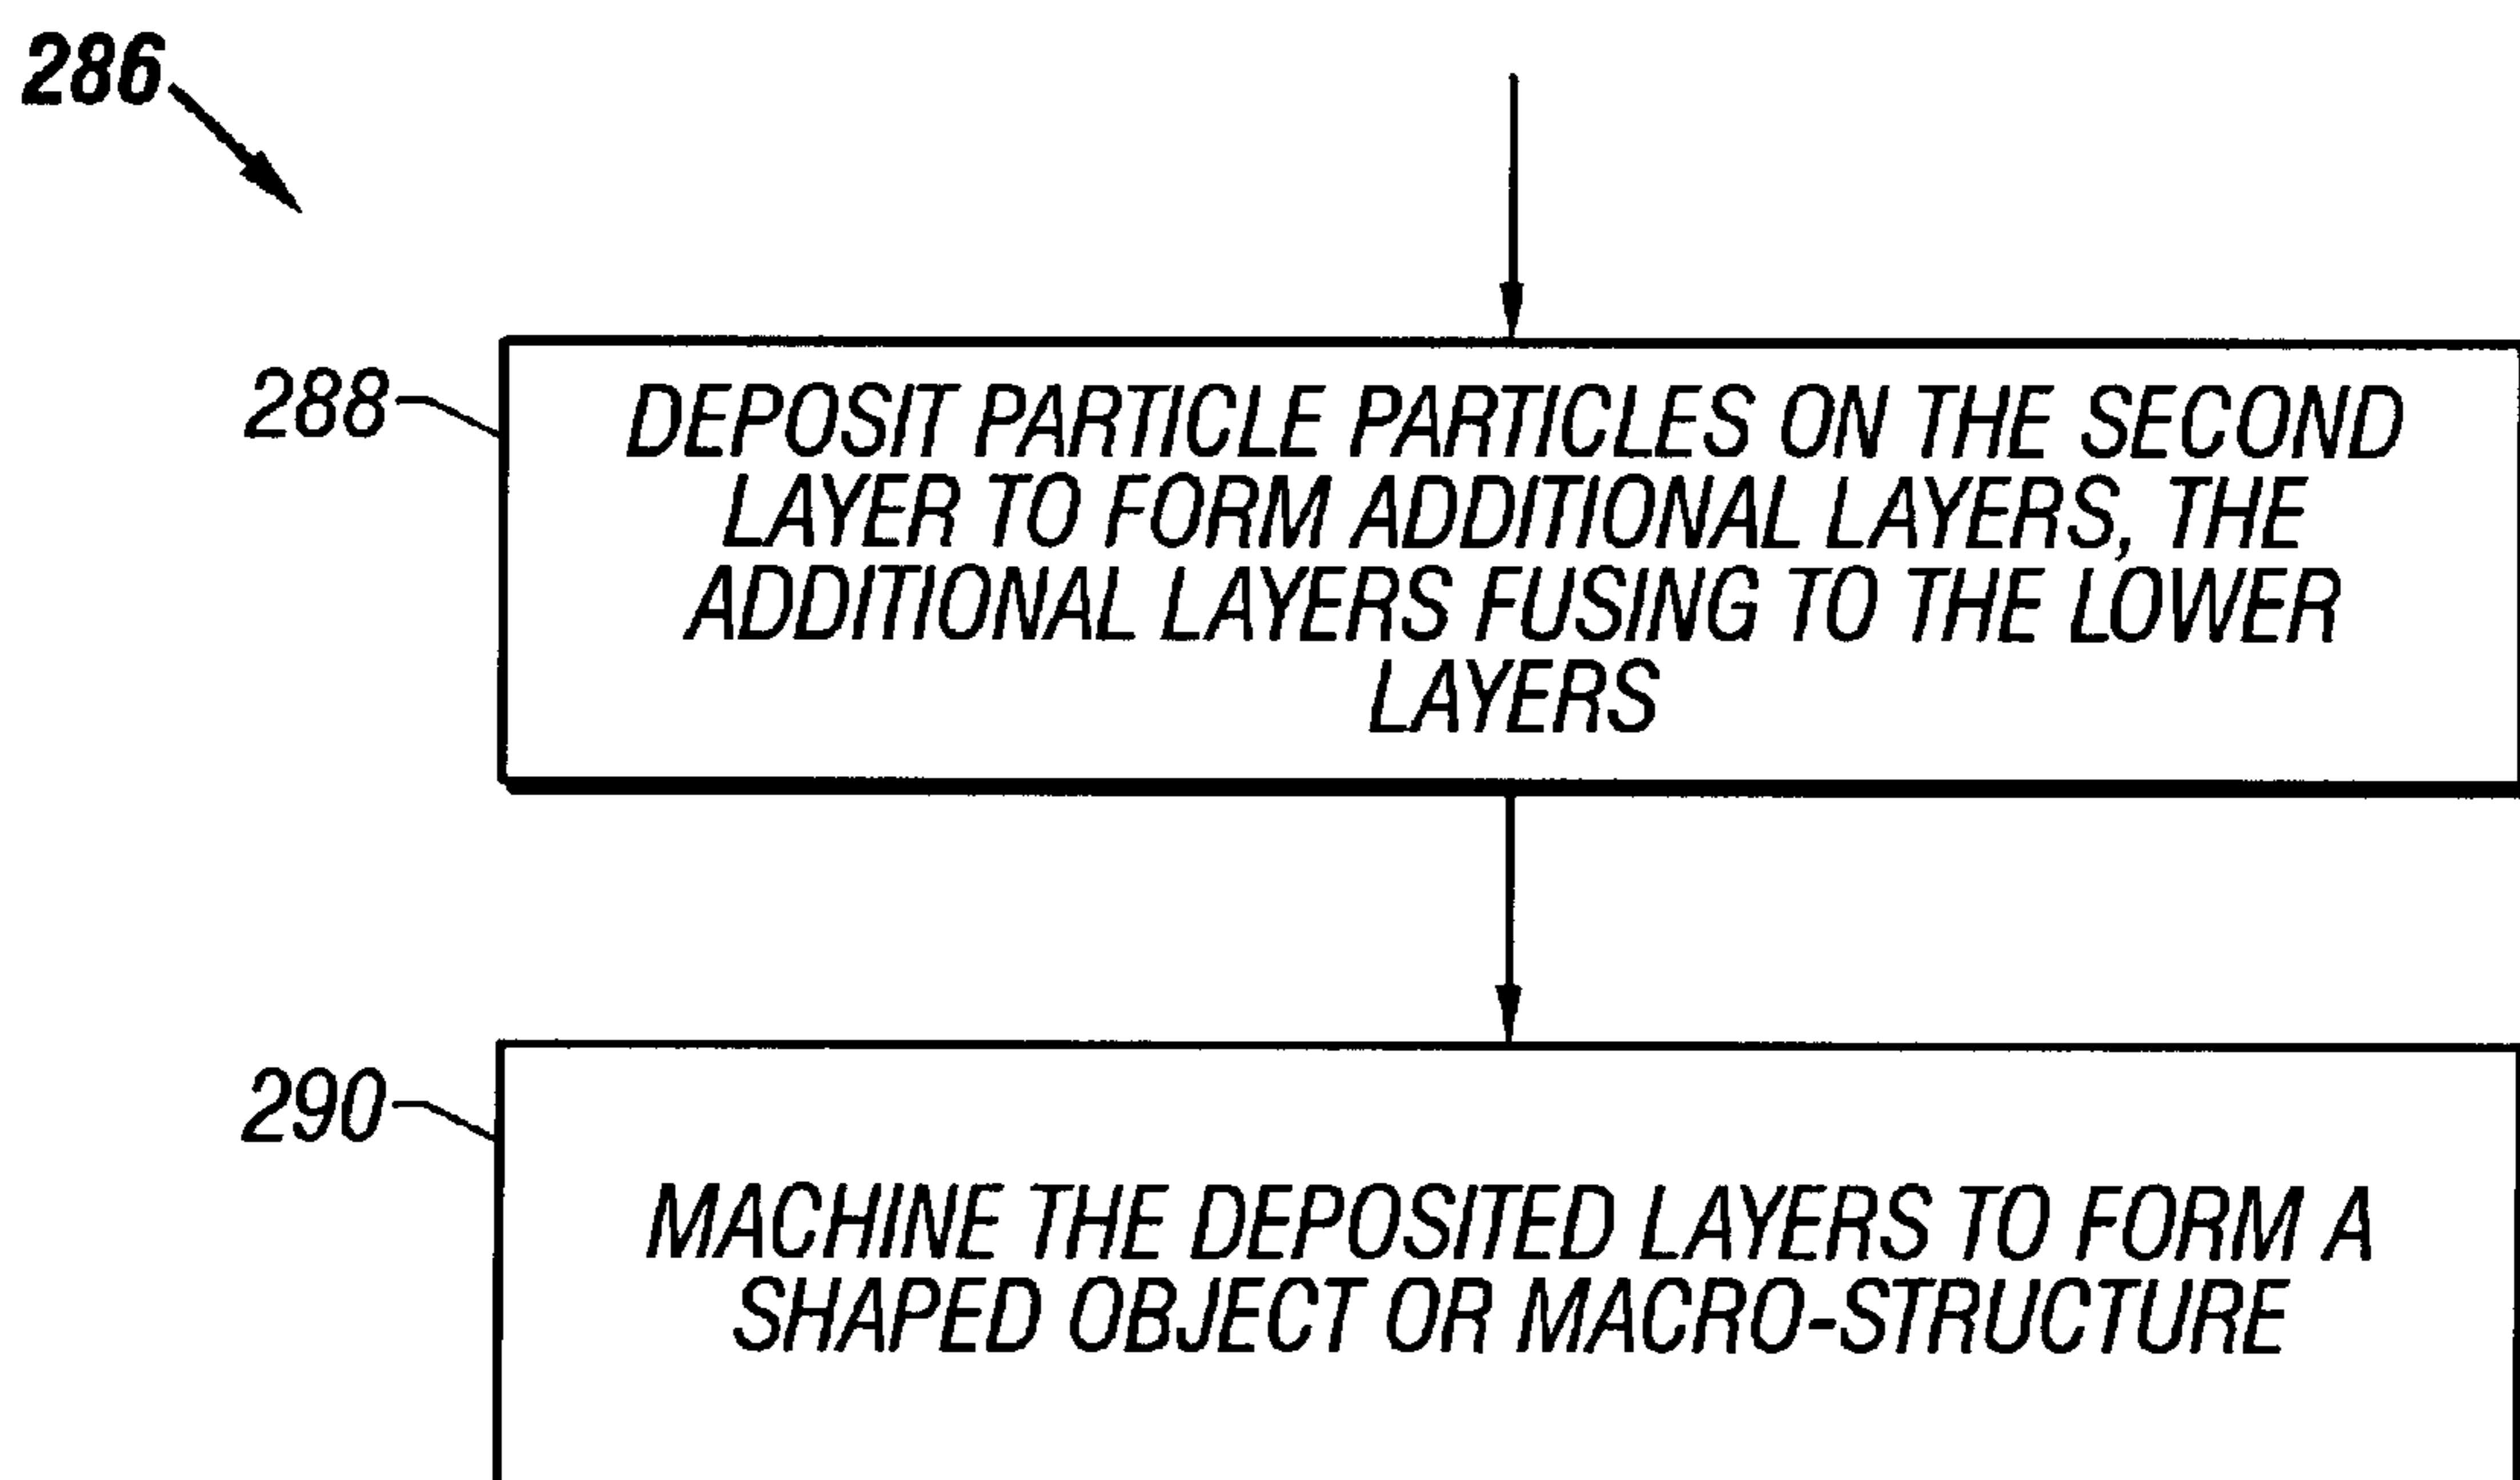 286
288
DEPOSIT PARTICLE PARTICLES ON THE SECOND
LAYER TO FORM ADDITIONAL LAYERS, THE
ADDITIONAL LAYERS FUSING TO THE LOWER
LAYERS
290
MACHINE THE DEPOSITED LAYERS TO FORM A
SHAPED OBJECT OR MACRO-STRUCTURE